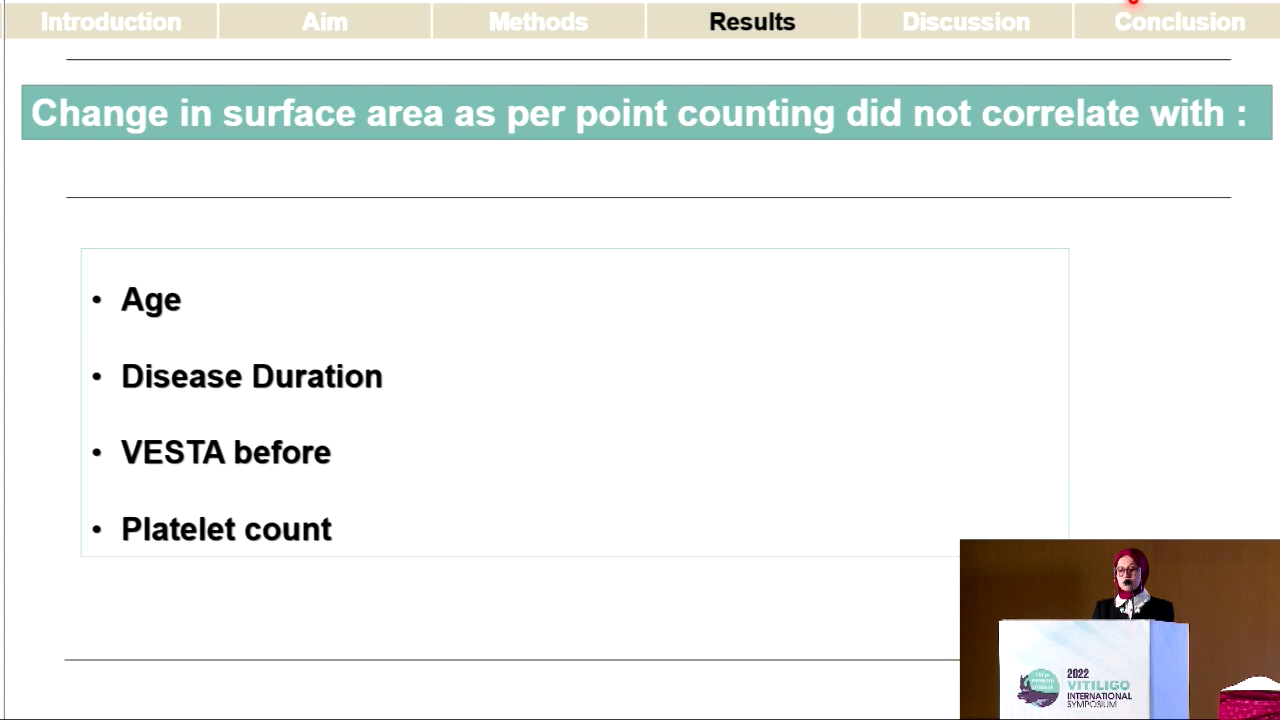 Introduction
Aim
Methods
Results
Discussion
Conclusion
Change in surface area as per point counting did not correlate with :
• Age
• Disease Duration
• VESTA before
• Platelet count
2022
VITILIGO
INTERNATIONAL
SYMPOSIUM